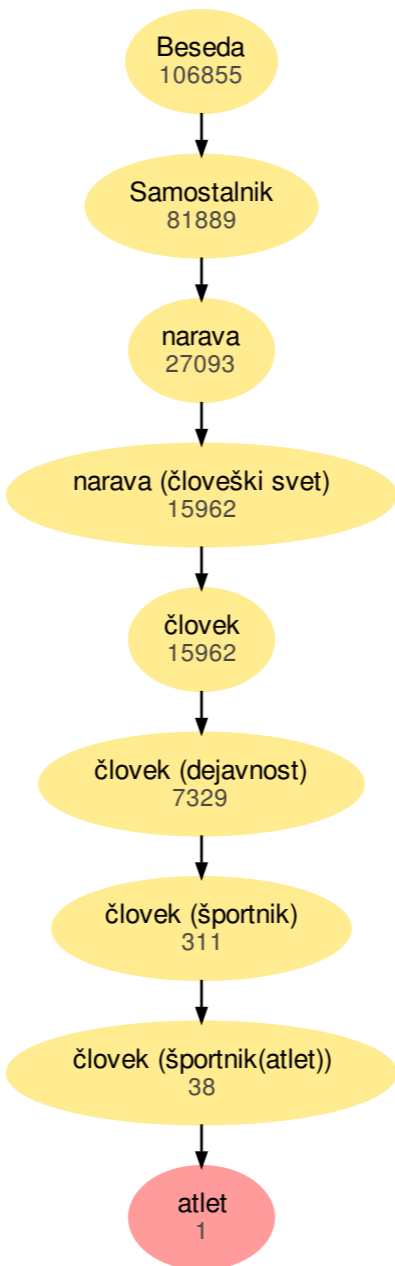 Beseda
106855
Samostalnik
81889
narava
27093
narava (človeški svet)
15962
človek
15962
človek (dejavnost)
7329
človek (športnik)
311
človek (športnik(atlet))
38
atlet
1